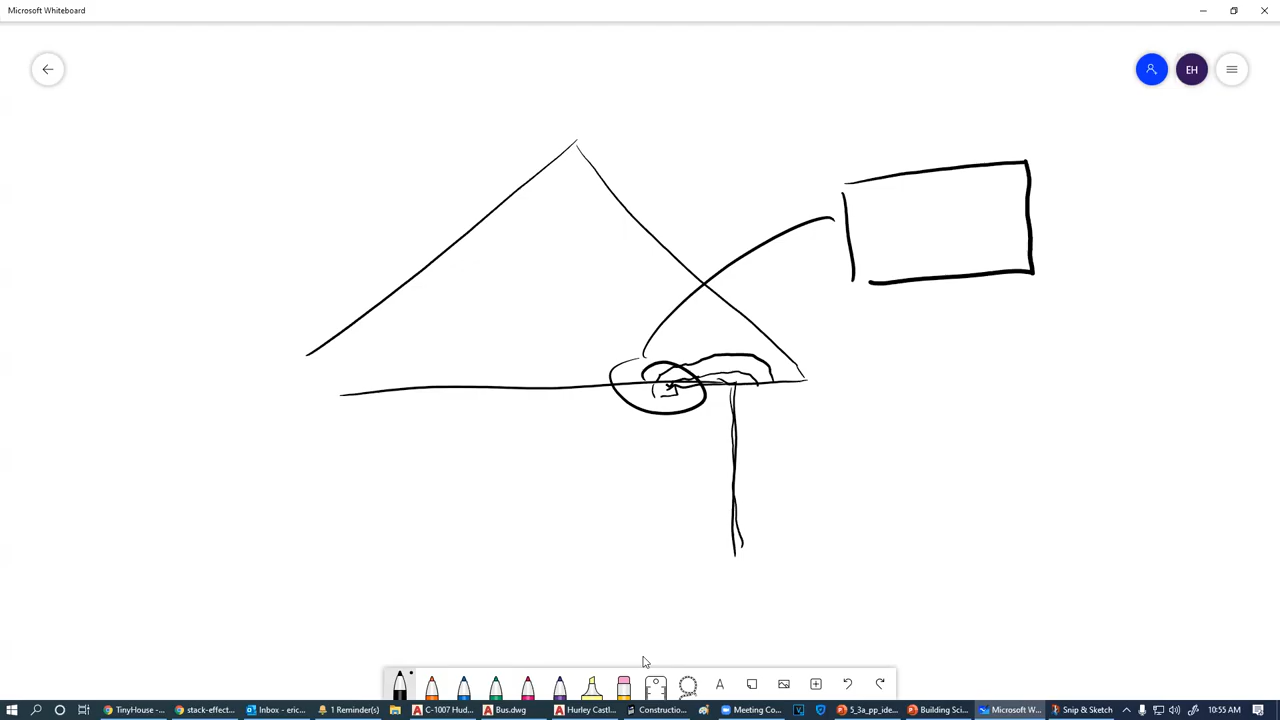 Microsoft Whiteboard
EH
A
TinyHouse -...
stack-effect...
Inbox - eric...
1 Reminder(s)
C-1007 Hud...
Bus.dwg
Hurley Castl...
Constructio...
Meeting Co...
5_3a_pp_ide...
Building Sci...
Microsoft W...
Snip & Sketch
10:55 AM